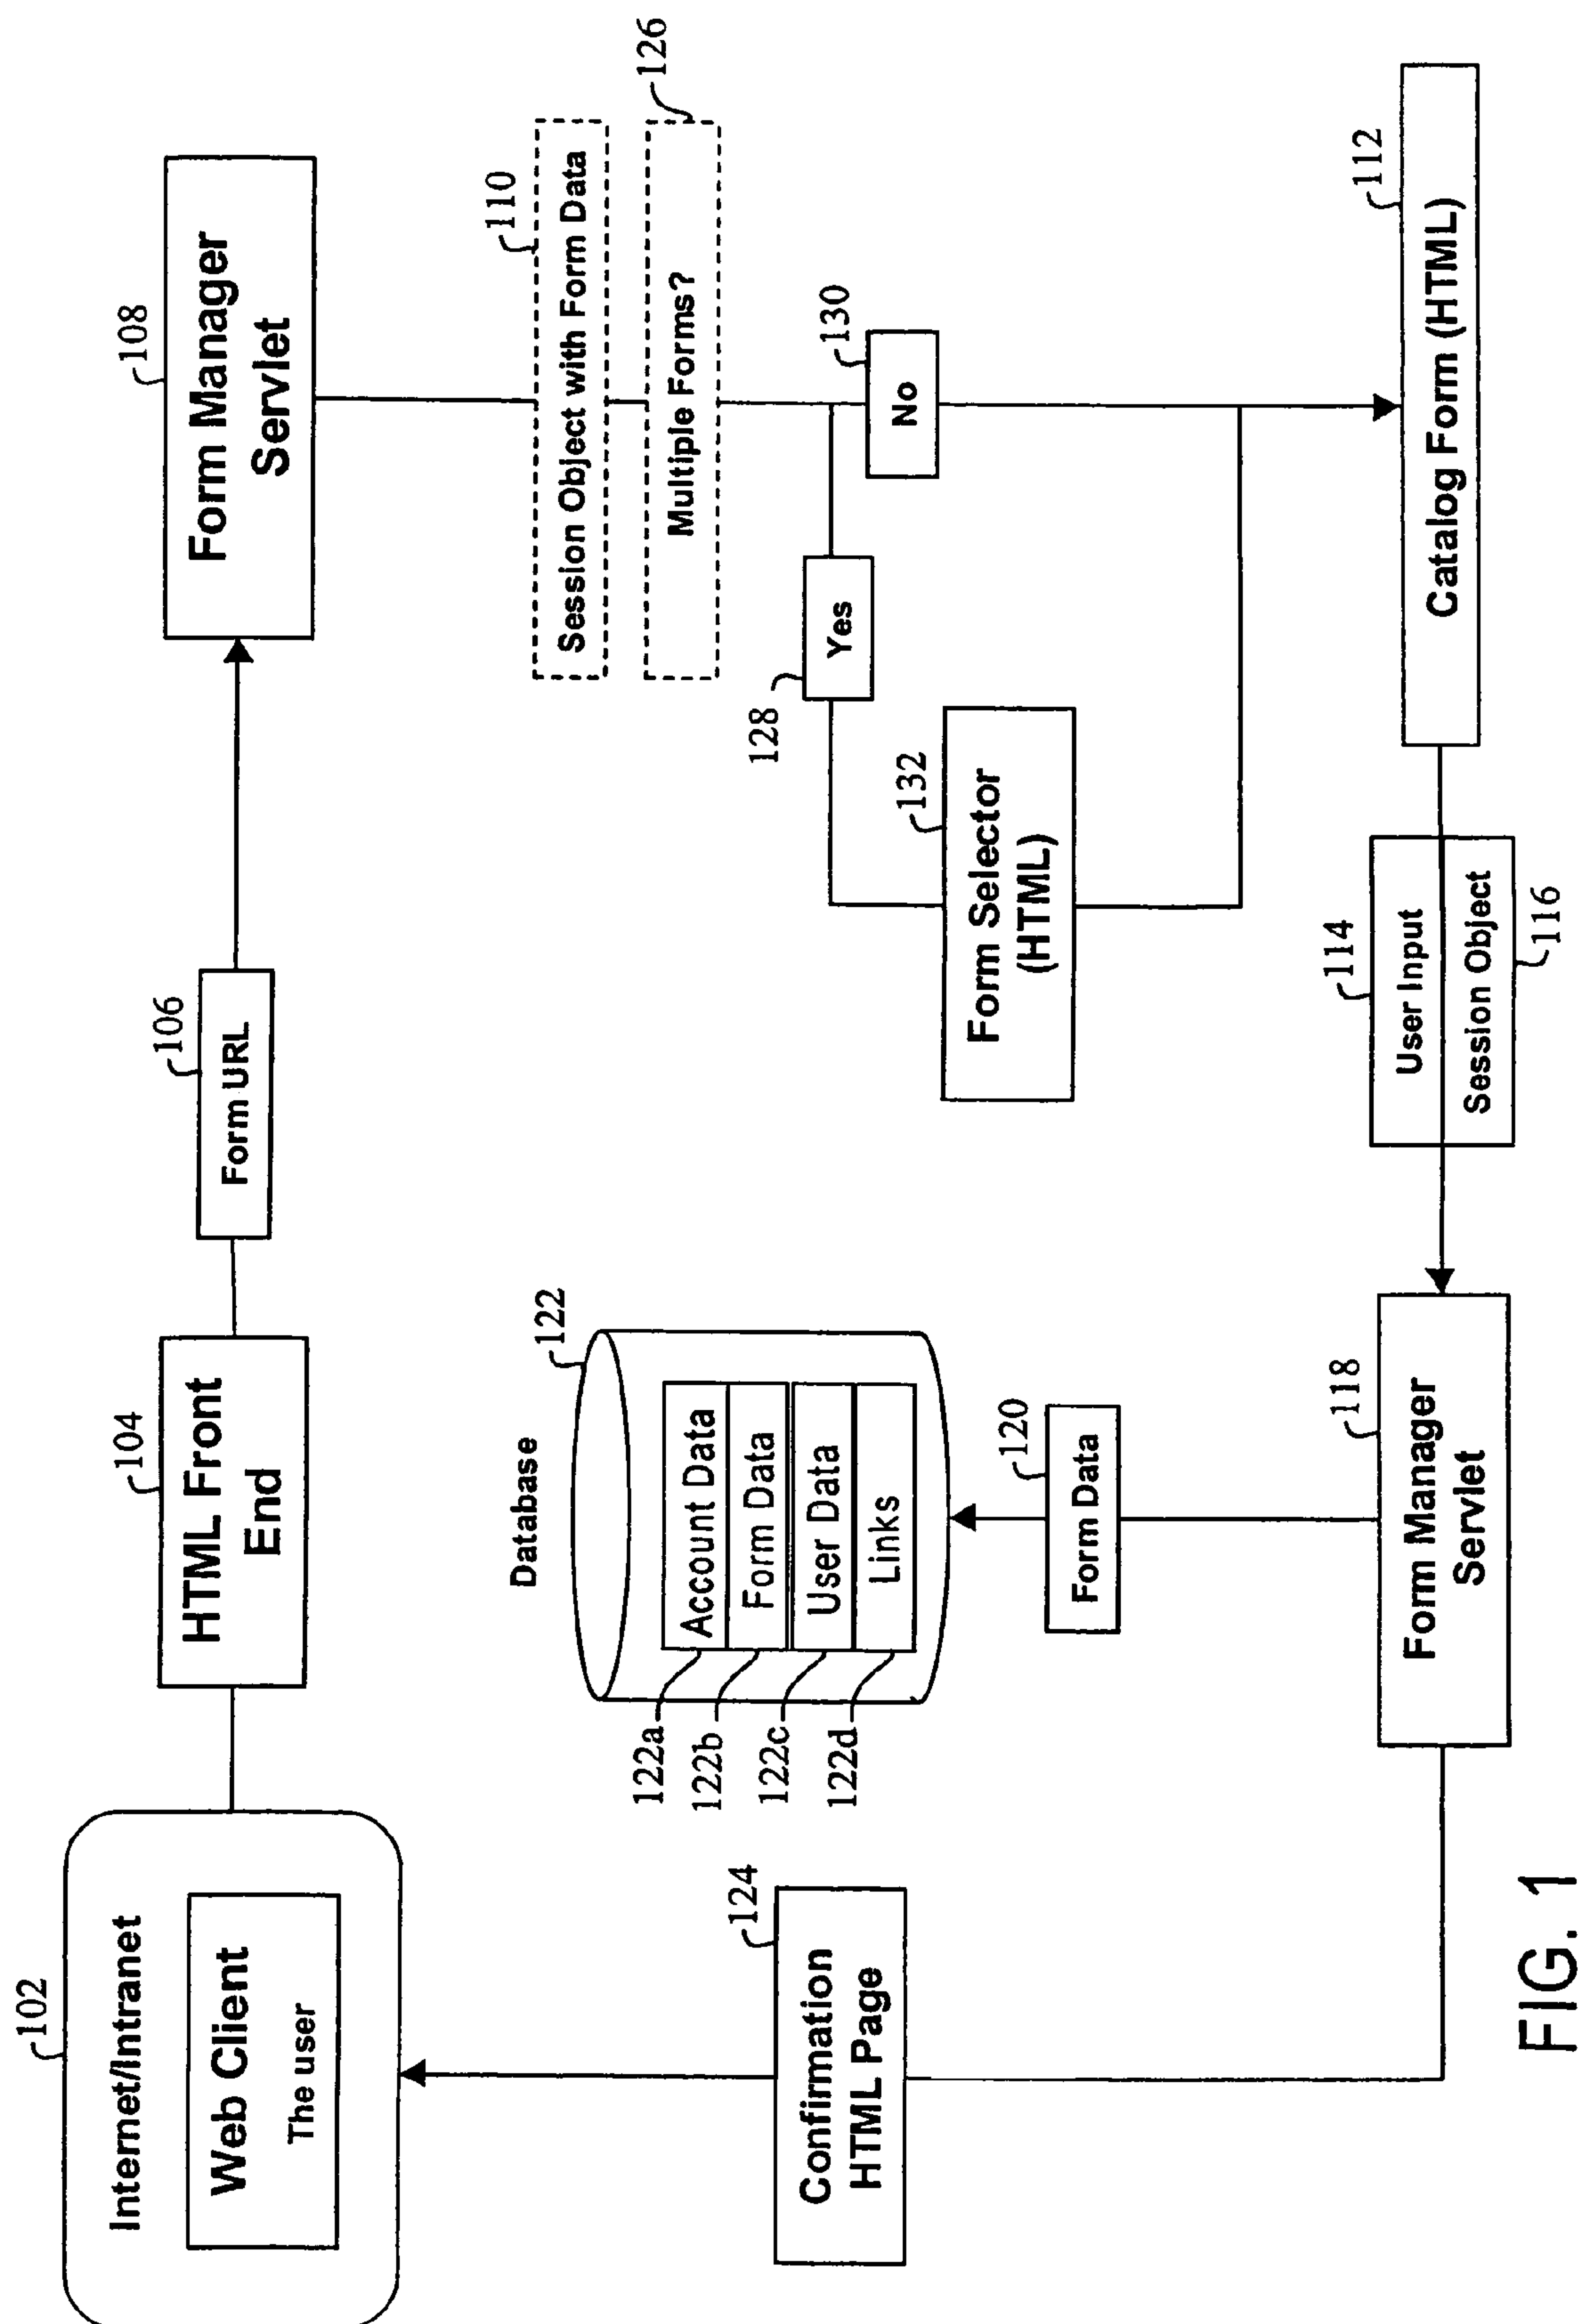 102
Internet/Intranet
Web Client
The user
104
HTML Front
End
106
Form URL
108
Form Manager
Servlet
110
Session Object with Form Data
126
Multiple Forms?
128
Yes
130
No
132
Form Selector
(HTML)
112
Catalog Form (HTML)
114
User Input
Session Object
116
118
Form Manager
Servlet
120
Form Data
Database
122
Account Data
Form Data
User Data
Links
122a
122b
122c
122d
124
Confirmation
HTML Page
FIG. 1